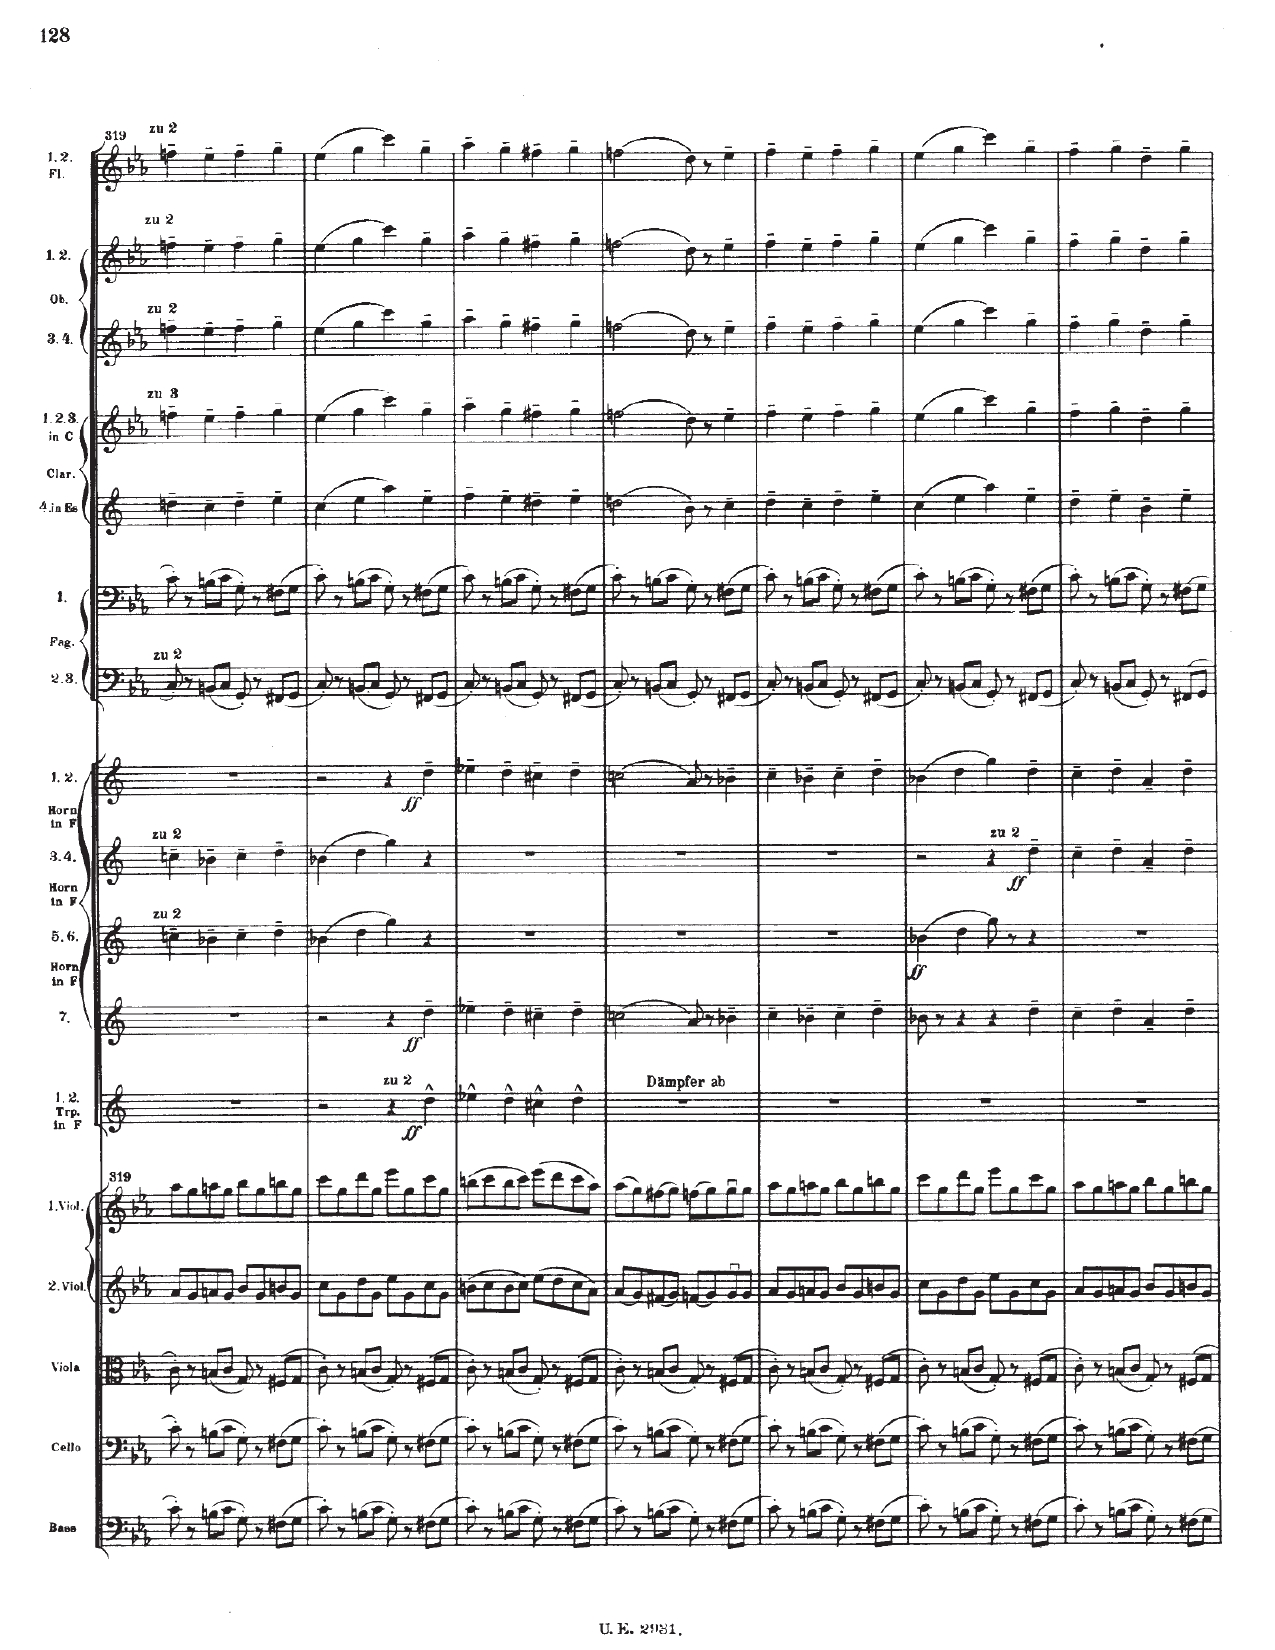 128
319
zu 2
1. 2.
Fl.
zu 2
1. 2.
Ob.
zu 2
3. 4.
zu 3
1. 2. 3.
in C
Clar.
4. in Es
1.
Fag.
zu 2
2. 3.
1. 2.
ff
Horn
in F
zu 2
zu 2
3. 4.
ff
Horn
in F
zu 2
5. 6.
ff
Horn
in F
7.
ff
zu 2
Dämpfer ab
1. 2.
Trp.
in F
ff
319
1. Viol.
2. Viol.
Viola
Cello
Bass
U. E. 2931.